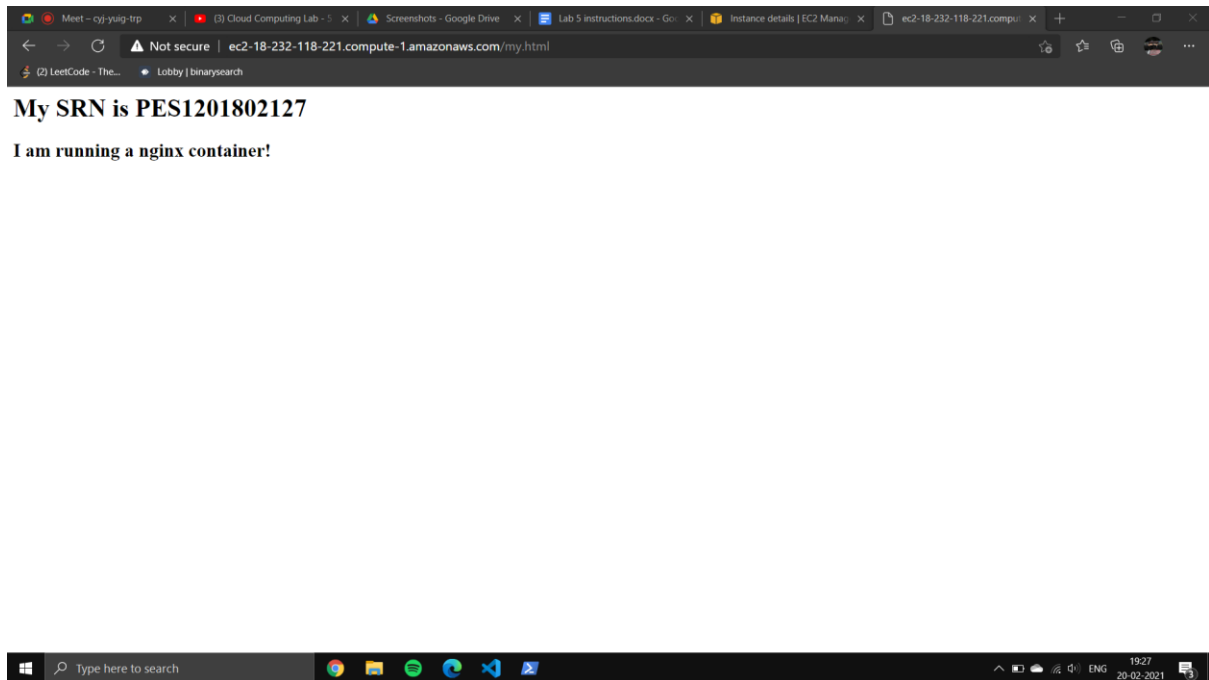 Meet – cyj-yuig-trp
(3) Cloud Computing Lab - 5
Screenshots - Google Drive
Lab 5 instructions.docx - Goo
Instance details | EC2 Manag
ec2-18-232-118-221.comput
Not secure | ec2-18-232-118-221.compute-1.amazonaws.com/my.html
(2) LeetCode - The...
Lobby | binarysearch
My SRN is PES1201802127
I am running a nginx container!
Type here to search
ENG
19:27
20-02-2021
3